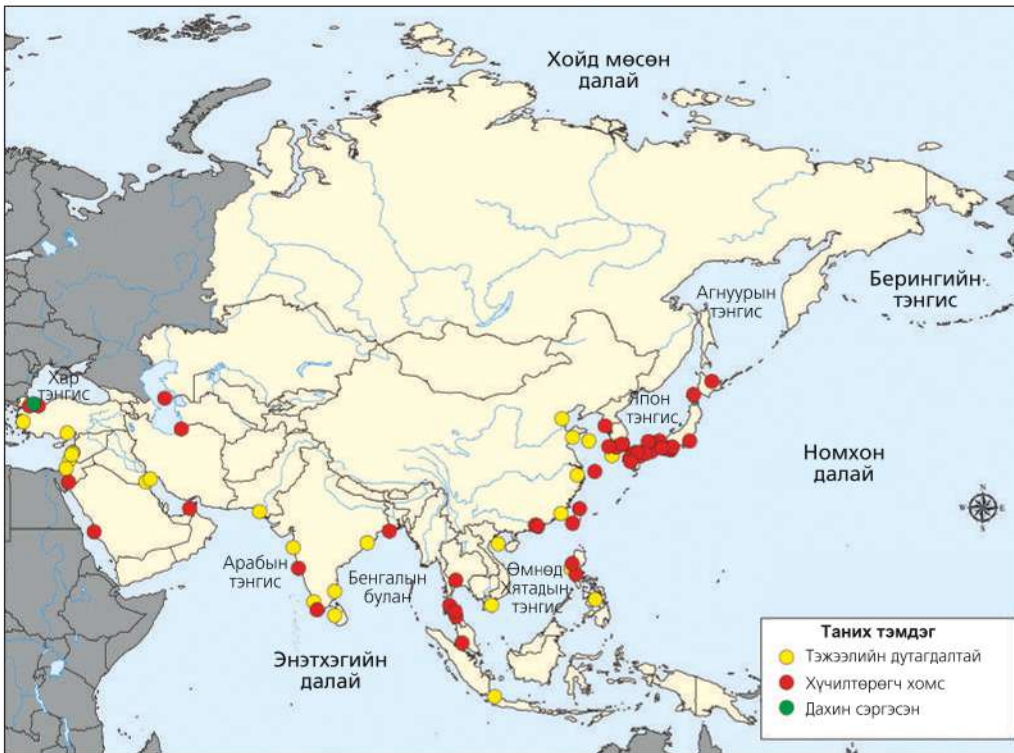 Хойд мөсөн
далай
Берингийн
тэнгис
Агнуурын
тэнгис
Хар
тэнгис
Япон
тэнгис
Номхон
далай
N
W
E
S
Арабын
тэнгис
Бенгалын
булан
Өмнөд
Хятадын
тэнгис
Энэтхэгийн
далай
Таних тэмдэг
Тэжээлийн дутагдалтай
Хүчилтөрөгч хомс
Дахин сэргэсэн